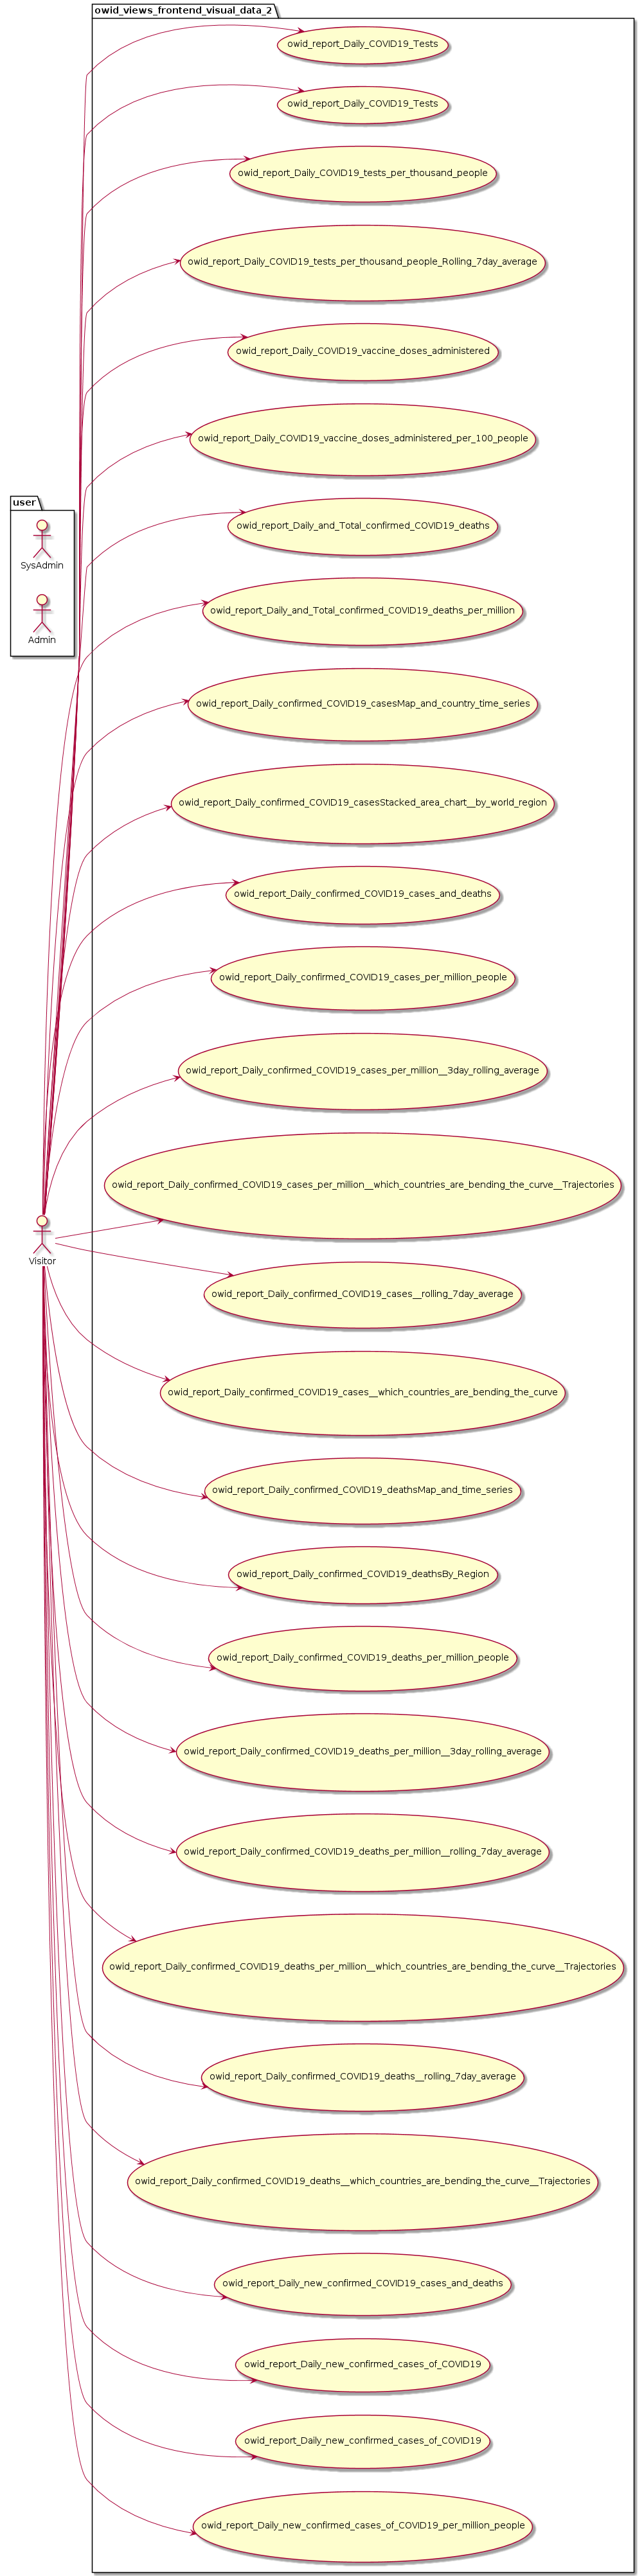 owid_views_frontend_visual_data_2
owid_report_Daily_COVID19_Tests
owid_report_Daily_COVID19_Tests
owid_report_Daily_COVID19_tests_per_thousand_people
owid_report_Daily_COVID19_tests_per_thousand_people_Rolling_7day_average
owid_report_Daily_COVID19_vaccine_doses_administered
owid_report_Daily_COVID19_vaccine_doses_administered_per_100_people
user
SysAdmin
Admin
owid_report_Daily_and_Total_confirmed_COVID19_deaths
owid_report_Daily_and_Total_confirmed_COVID19_deaths_per_million
owid_report_Daily_confirmed_COVID19_casesMap_and_country_time_series
owid_report_Daily_confirmed_COVID19_casesStacked_area_chart__by_world_region
owid_report_Daily_confirmed_COVID19_cases_and_deaths
owid_report_Daily_confirmed_COVID19_cases_per_million_people
owid_report_Daily_confirmed_COVID19_cases_per_million__3day_rolling_average
owid_report_Daily_confirmed_COVID19_cases_per_million__which_countries_are_bending_the_curve__Trajectories
Visitor
owid_report_Daily_confirmed_COVID19_cases__rolling_7day_average
owid_report_Daily_confirmed_COVID19_cases__which_countries_are_bending_the_curve
owid_report_Daily_confirmed_COVID19_deathsMap_and_time_series
owid_report_Daily_confirmed_COVID19_deathsBy_Region
owid_report_Daily_confirmed_COVID19_deaths_per_million_people
owid_report_Daily_confirmed_COVID19_deaths_per_million__3day_rolling_average
owid_report_Daily_confirmed_COVID19_deaths_per_million__rolling_7day_average
owid_report_Daily_confirmed_COVID19_deaths_per_million__which_countries_are_bending_the_curve__Trajectories
owid_report_Daily_confirmed_COVID19_deaths__rolling_7day_average
owid_report_Daily_confirmed_COVID19_deaths__which_countries_are_bending_the_curve__Trajectories
owid_report_Daily_new_confirmed_COVID19_cases_and_deaths
owid_report_Daily_new_confirmed_cases_of_COVID19
owid_report_Daily_new_confirmed_cases_of_COVID19
owid_report_Daily_new_confirmed_cases_of_COVID19_per_million_people